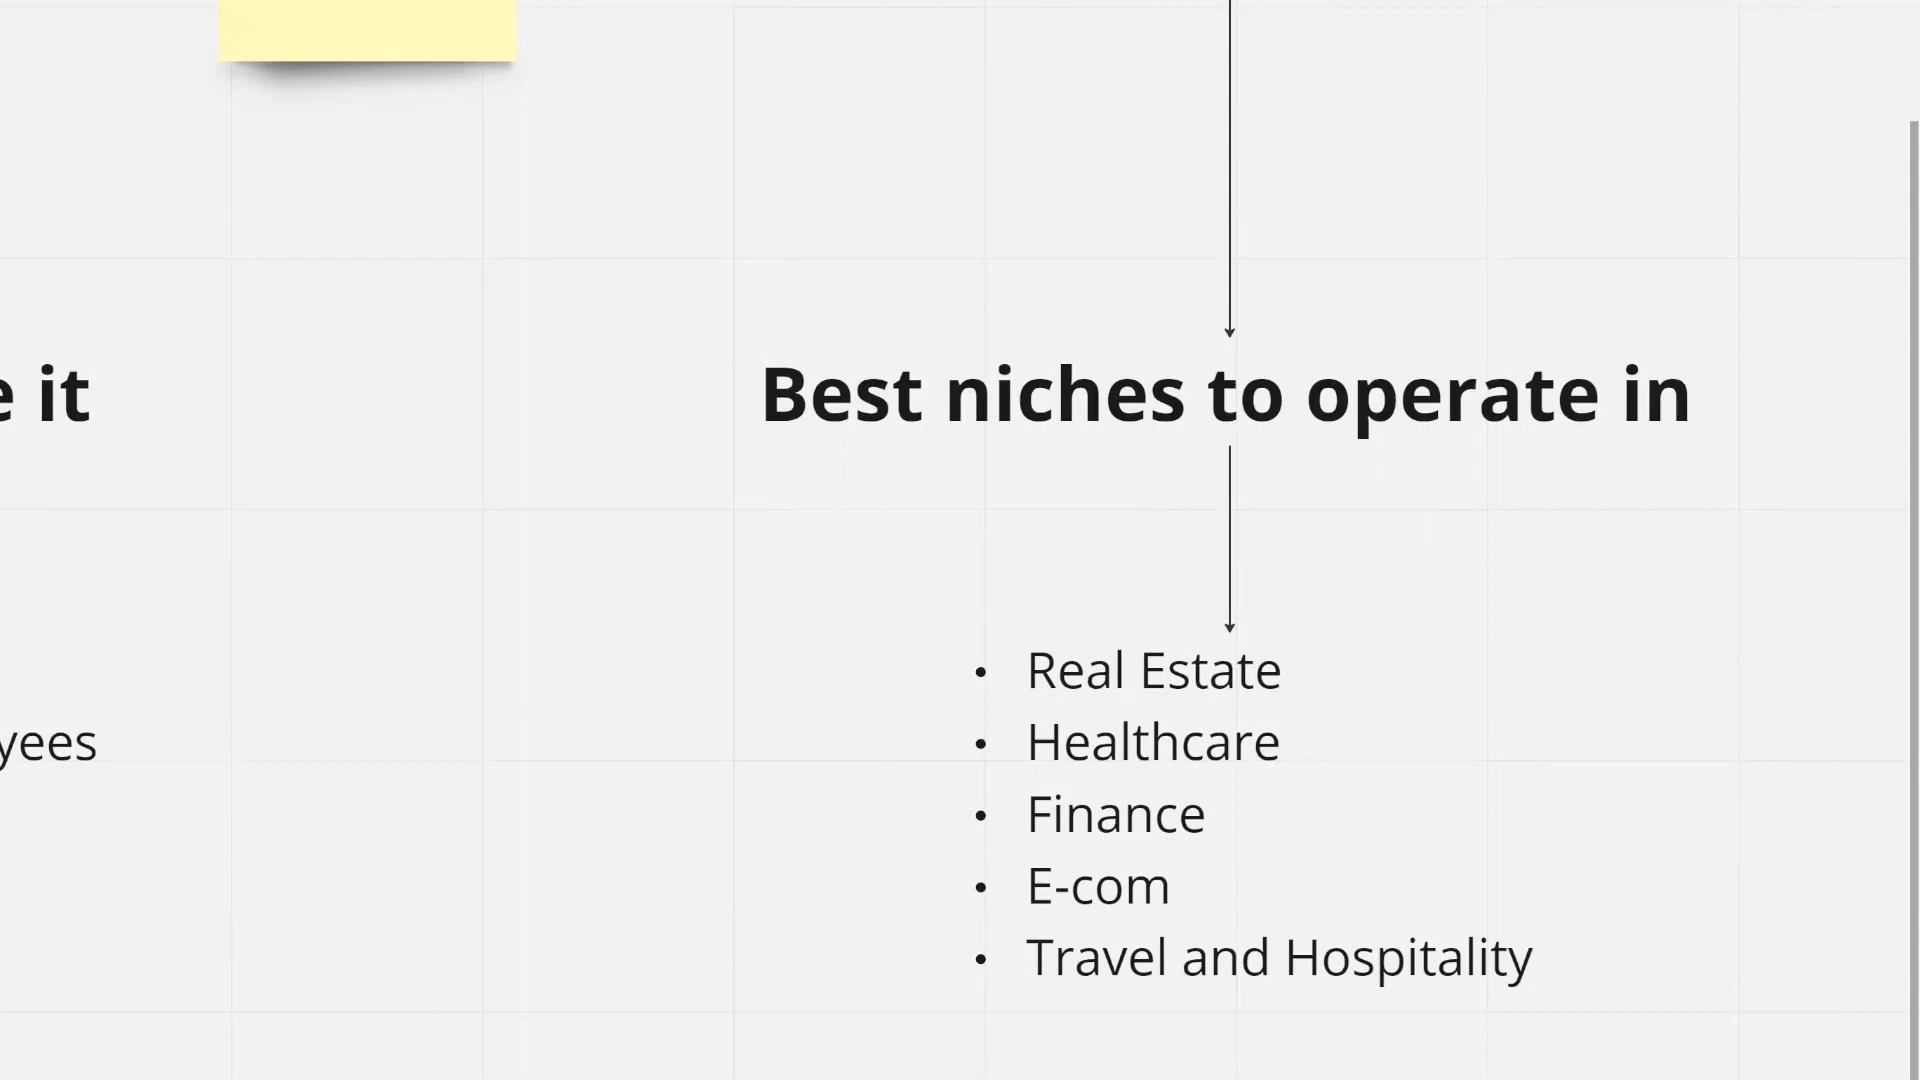 e it
Best niches to operate in
• Real Estate
yees
• Healthcare
• Finance
• E-com
• Travel and Hospitality